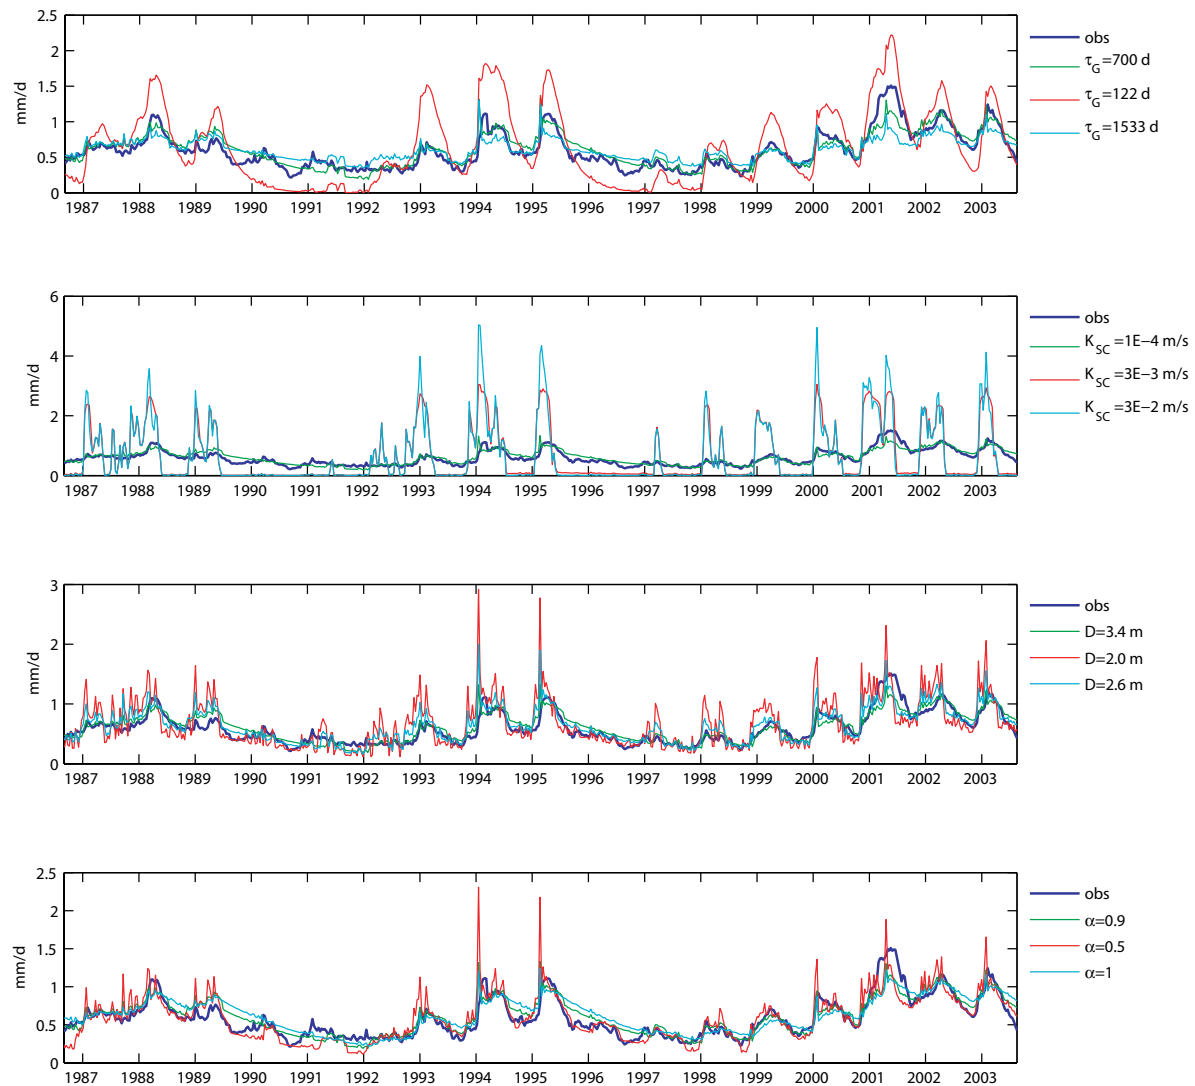 2.5
2
1.5
1
0.5
0
mm/d
1987 1988 1989 1990 1991 1992 1993 1994 1995 1996 1997 1998 1999 2000 2001 2002 2003
obs
τG=700 d
τG=122 d
τG=1533 d
6
4
2
0
mm/d
1987 1988 1989 1990 1991 1992 1993 1994 1995 1996 1997 1998 1999 2000 2001 2002 2003
obs
KSC=1E−4 m/s
KSC=3E−3 m/s
KSC=3E−2 m/s
3
2
1
0
mm/d
1987 1988 1989 1990 1991 1992 1993 1994 1995 1996 1997 1998 1999 2000 2001 2002 2003
obs
D=3.4 m
D=2.0 m
D=2.6 m
2.5
2
1.5
1
0.5
0
mm/d
1987 1988 1989 1990 1991 1992 1993 1994 1995 1996 1997 1998 1999 2000 2001 2002 2003
obs
α=0.9
α=0.5
α=1